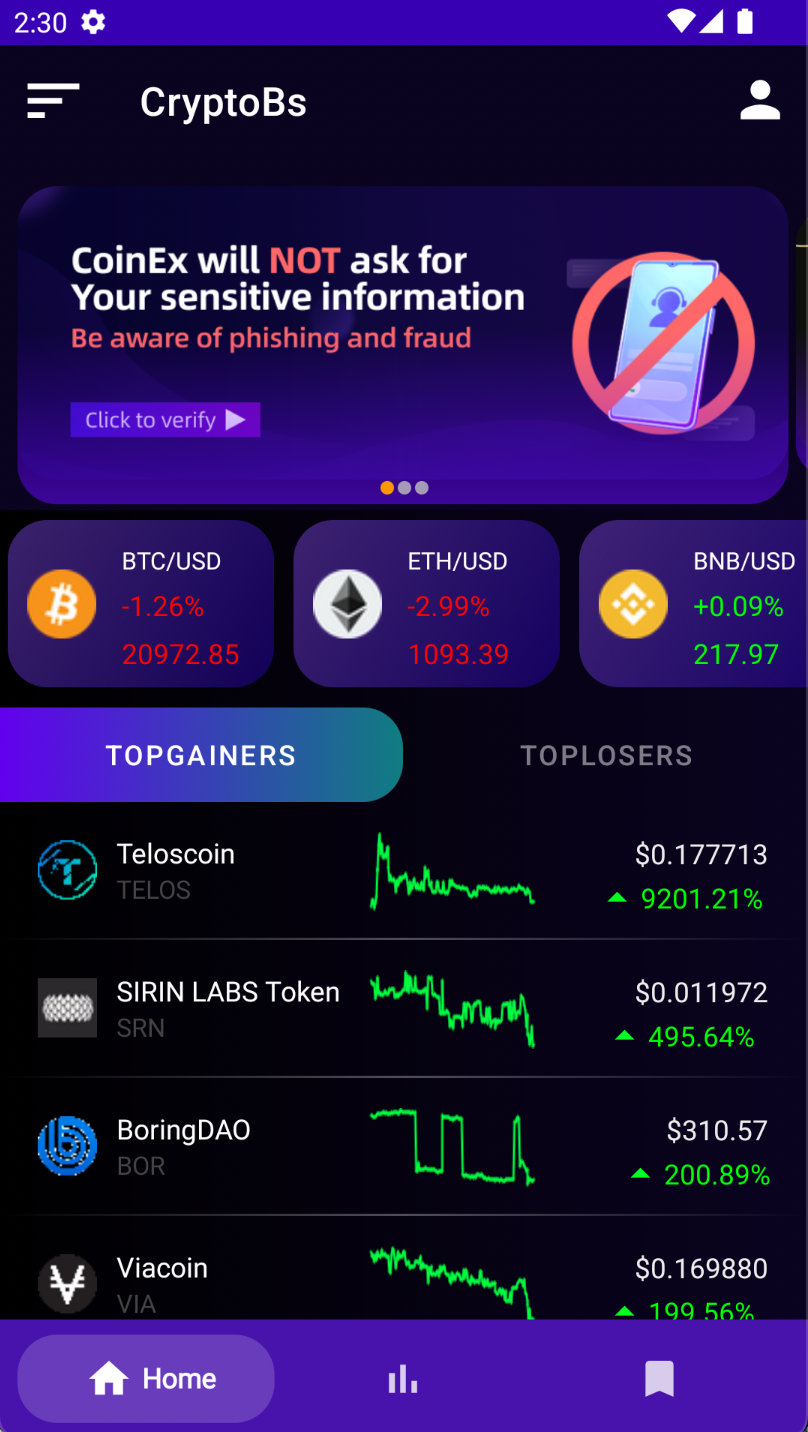 2:30
CryptoBs
CoinEx will NOT ask for
Your sensitive information
Be aware of phishing and fraud
Click to verify
BTC/USD
-1.26%
20972.85
ETH/USD
-2.99%
1093.39
BNB/USD
+0.09%
217.97
TOPGAINERS
TOPLOSERS
Teloscoin
TELOS
$0.177713
9201.21%
SIRIN LABS Token
SRN
$0.011972
495.64%
BoringDAO
BOR
$310.57
200.89%
Viacoin
VIA
$0.169880
199.56%
Home